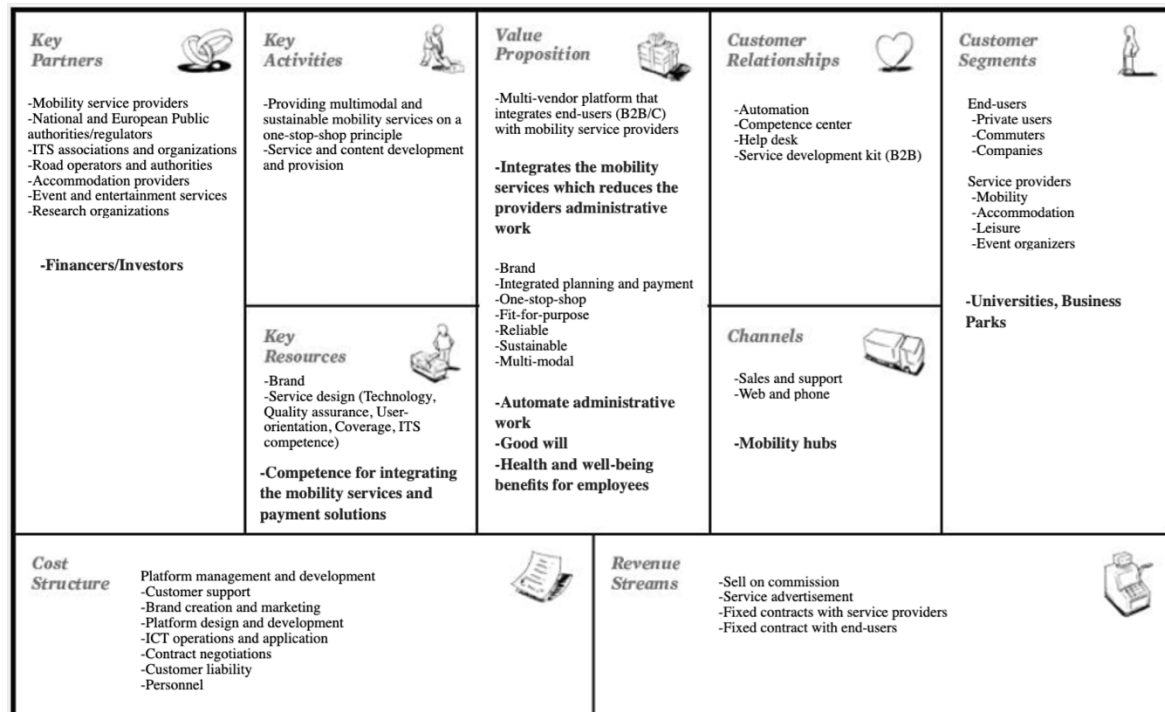 Key
Partners
-Mobility service providers
-National and European Public
authorities/regulators
-ITS associations and organizations
-Road operators and authorities
-Accommodation providers
-Event and entertainment services
-Research organizations
-Financers/Investors
Key
Activities
-Providing multimodal and
sustainable mobility services on a
one-stop-shop principle
-Service and content development
and provision
Key
Resources
-Brand
-Service design (Technology,
Quality assurance, User-
orientation, Coverage, ITS
competence)
-Competence for integrating
the mobility services and
payment solutions
Value
Proposition
-Multi-vendor platform that
integrates end-users (B2B/C)
with mobility service providers
-Integrates the mobility
services which reduces the
providers administrative
work
-Brand
-Integrated planning and payment
-One-stop-shop
-Fit-for-purpose
-Reliable
-Sustainable
-Multi-modal
-Automate administrative
work
-Good will
-Health and well-being
benefits for employees
Customer
Relationships
-Automation
-Competence center
-Help desk
-Service development kit (B2B)
Channels
-Sales and support
-Web and phone
-Mobility hubs
Customer
Segments
End-users
-Private users
-Commuters
-Companies
Service providers
-Mobility
-Accommodation
-Leisure
-Event organizers
-Universities, Business
Parks
Cost
Structure
Platform management and development
-Customer support
-Brand creation and marketing
-Platform design and development
-ICT operations and application
-Contract negotiations
-Customer liability
-Personnel
Revenue
Streams
-Sell on commission
-Service advertisement
-Fixed contracts with service providers
-Fixed contract with end-users